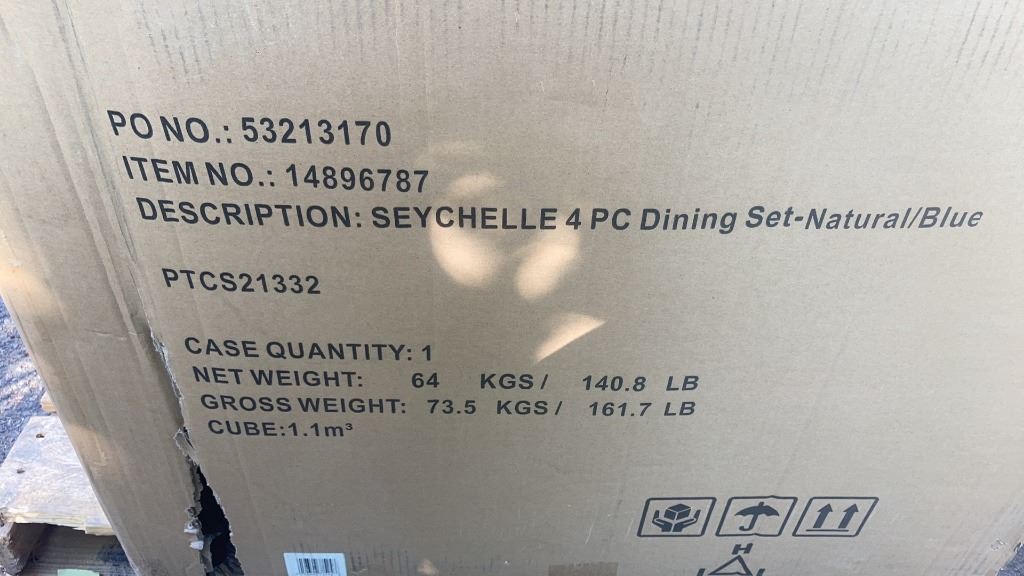 PO NO.: 53213170
ITEM NO.: 14896787
DESCRIPTION: SEYCHELLE 4 PC Dining Set-Natural/Blue
PTCS21332
CASE QUANTITY: 1
NET WEIGHT: 64 KGS / 140.8 LB
GROSS WEIGHT: 73.5 KGS / 161.7 LB
CUBE:1.1m³
H